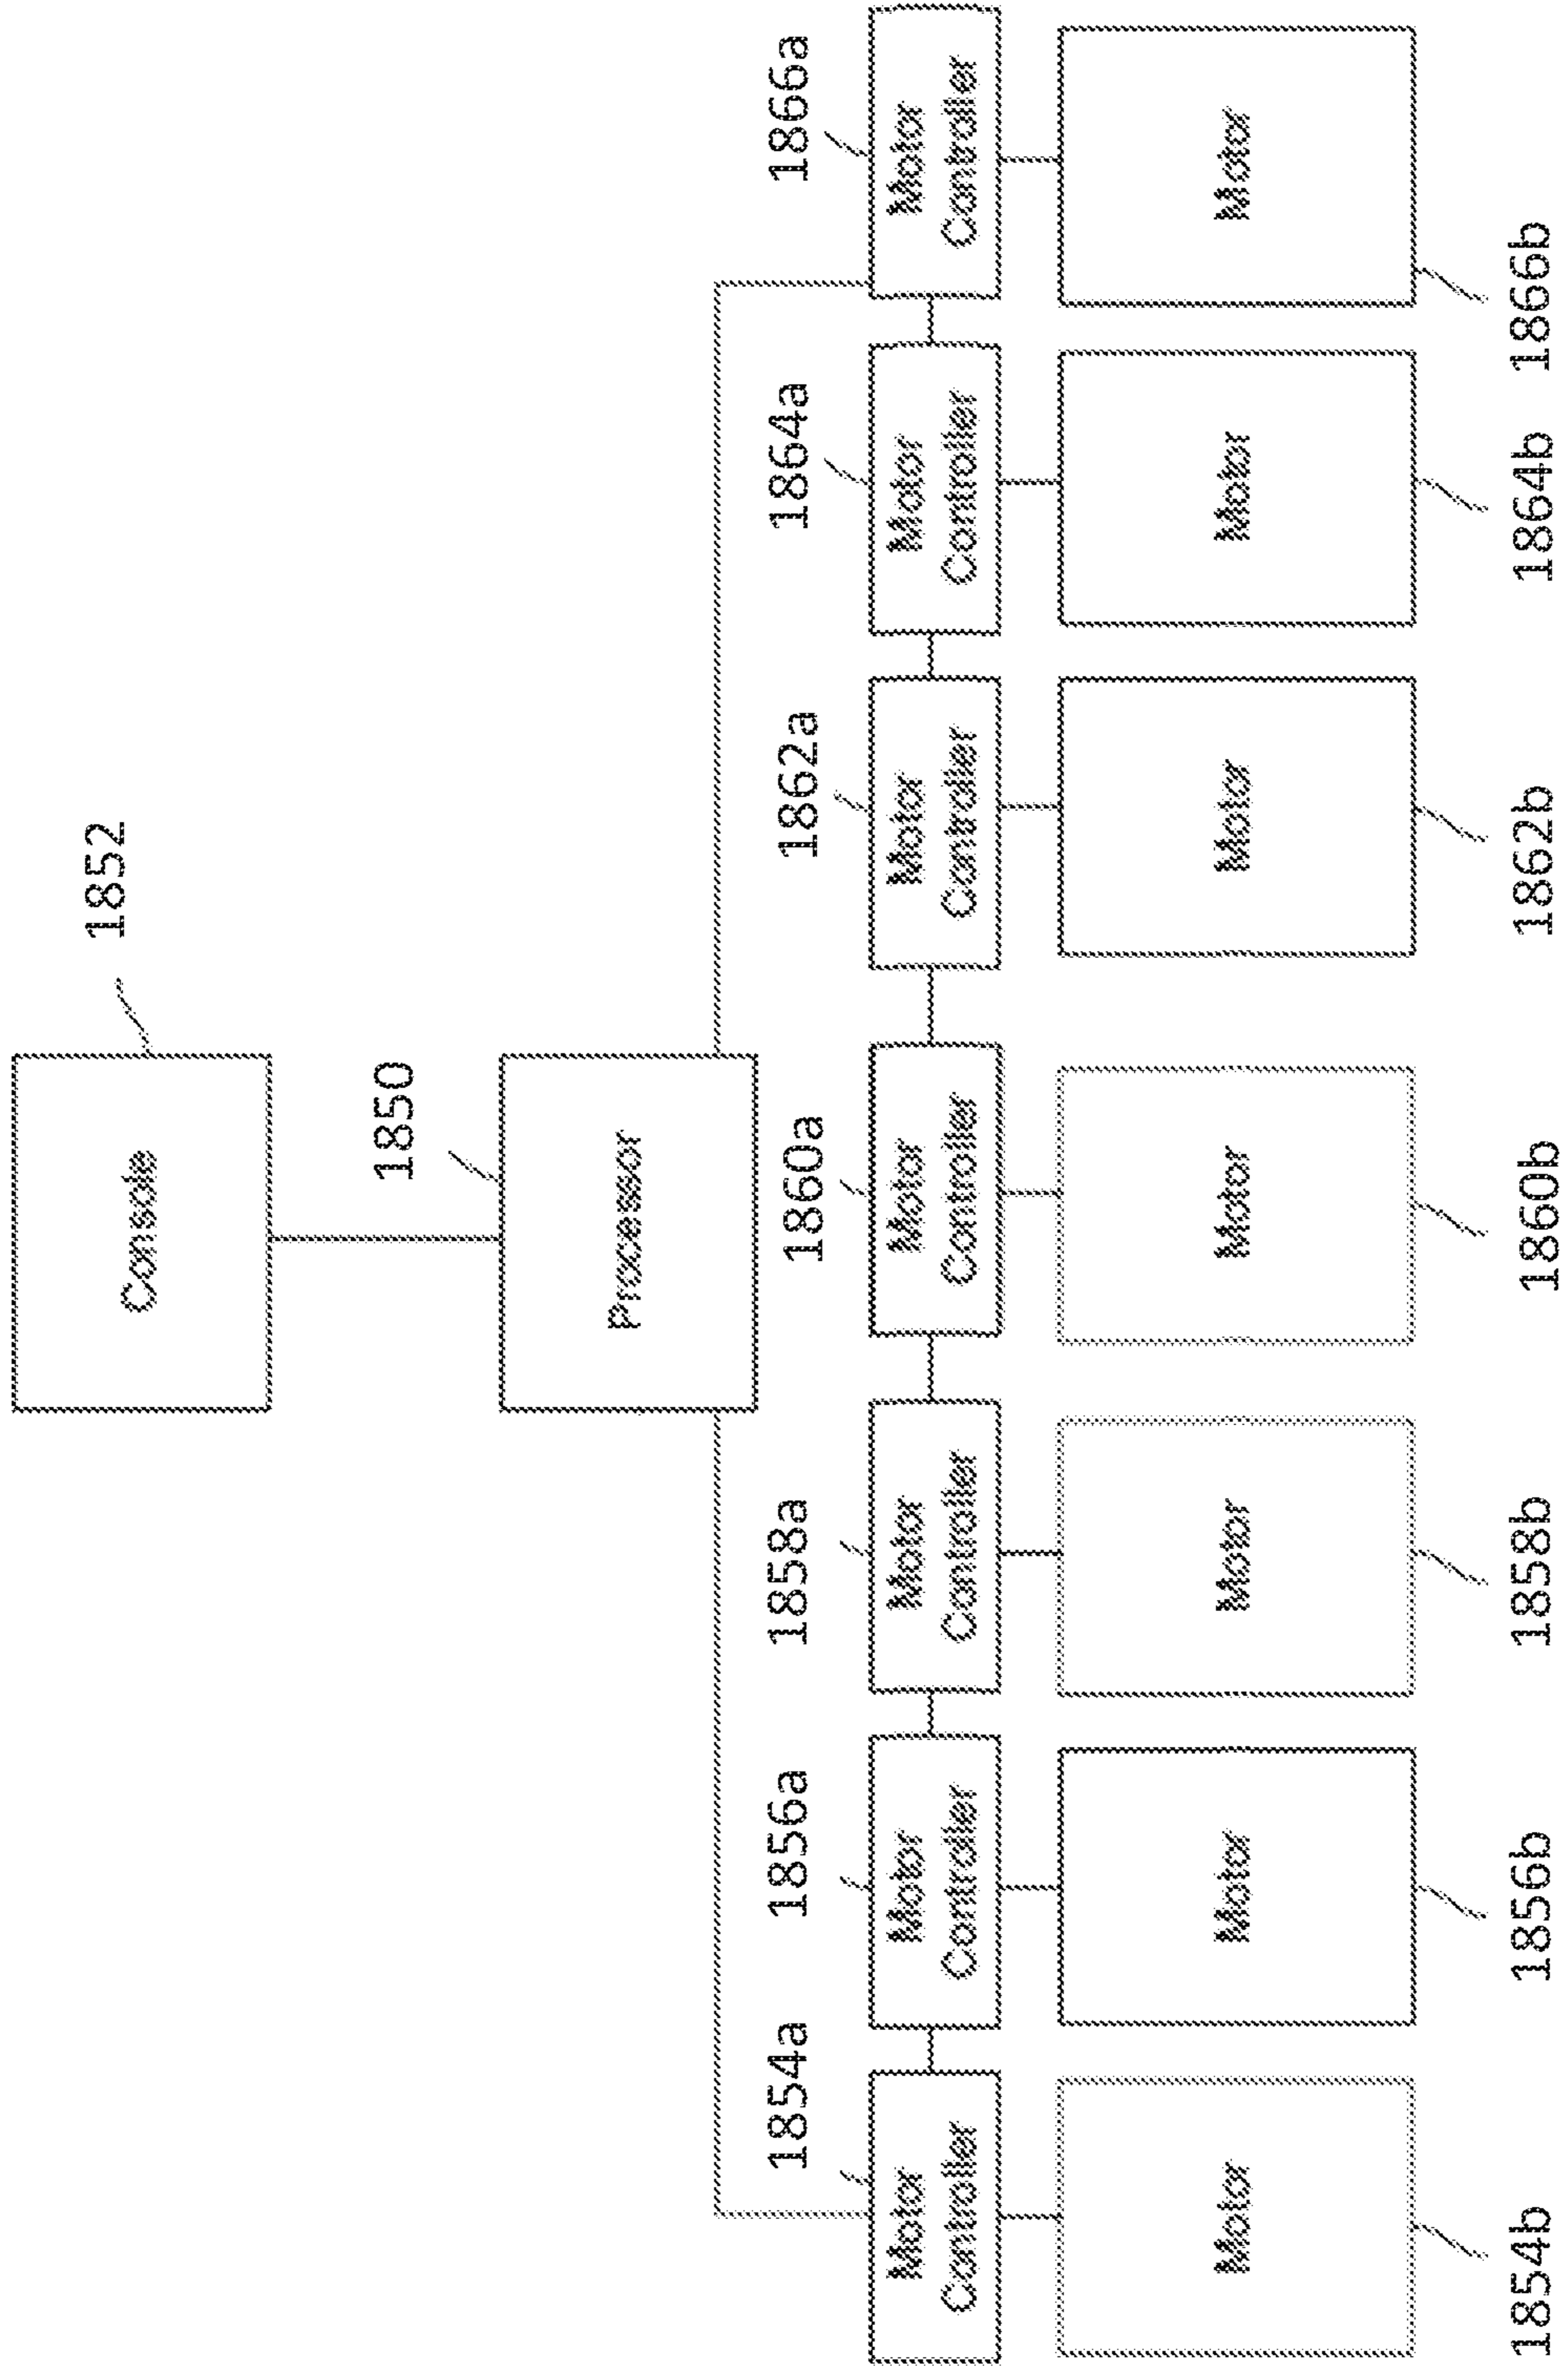 Console
1852
1850
Processor
1854a
1856a
1858a
1860a
1862a
1864a
1866a
Motor
Controller
Motor
Controller
Motor
Controller
Motor
Controller
Motor
Controller
Motor
Controller
Motor
Controller
Motor
Motor
Motor
Motor
Motor
Motor
Motor
1854b
1856b
1858b
1860b
1862b
1864b
1866b